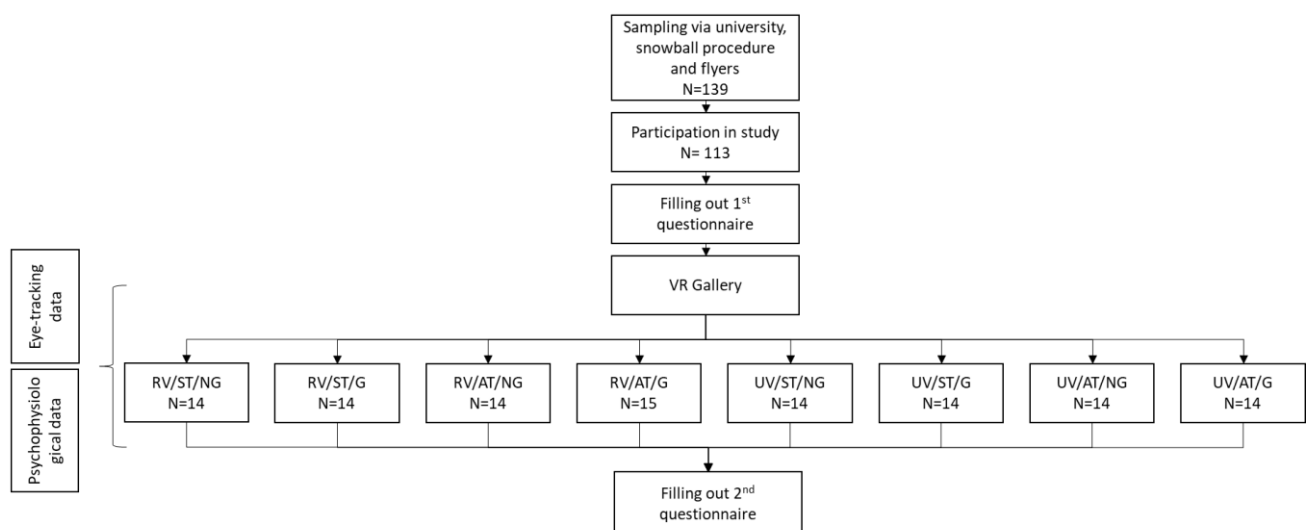 Sampling via university,
snowball procedure
and flyers
N=139
Participation in study
N= 113
Filling out 1st
questionnaire
VR Gallery
Eye-tracking
data
Psychophysiolo
gical data
RV/ST/NG
N=14
RV/ST/G
N=14
RV/AT/NG
N=14
RV/AT/G
N=15
UV/ST/NG
N=14
UV/ST/G
N=14
UV/AT/NG
N=14
UV/AT/G
N=14
Filling out 2nd
questionnaire